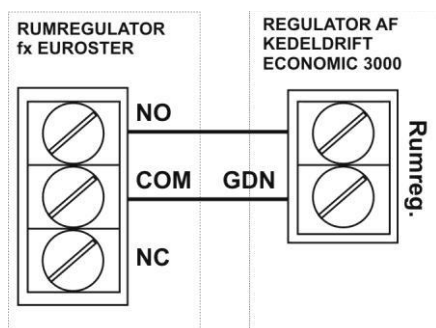 RUMREGULATOR
fx EUROSTER
REGULATOR AF
KEDELDRIFT
ECONOMIC 3000
NO
COM
GDN
NC
Rumreg.